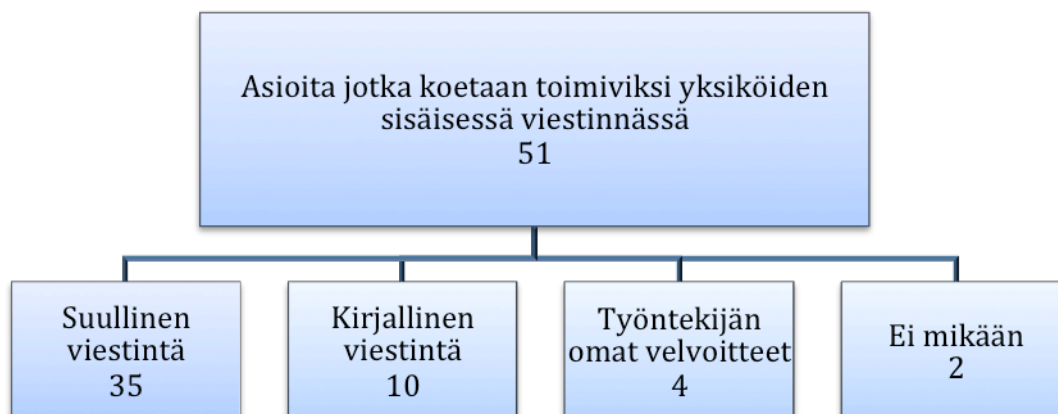 Asioita jotka koetaan toimiviksi yksiköiden
sisäisessä viestinnässä
51
Suullinen
viestintä
35
Kirjallinen
viestintä
10
Työntekijän
omat velvoitteet
4
Ei mikään
2